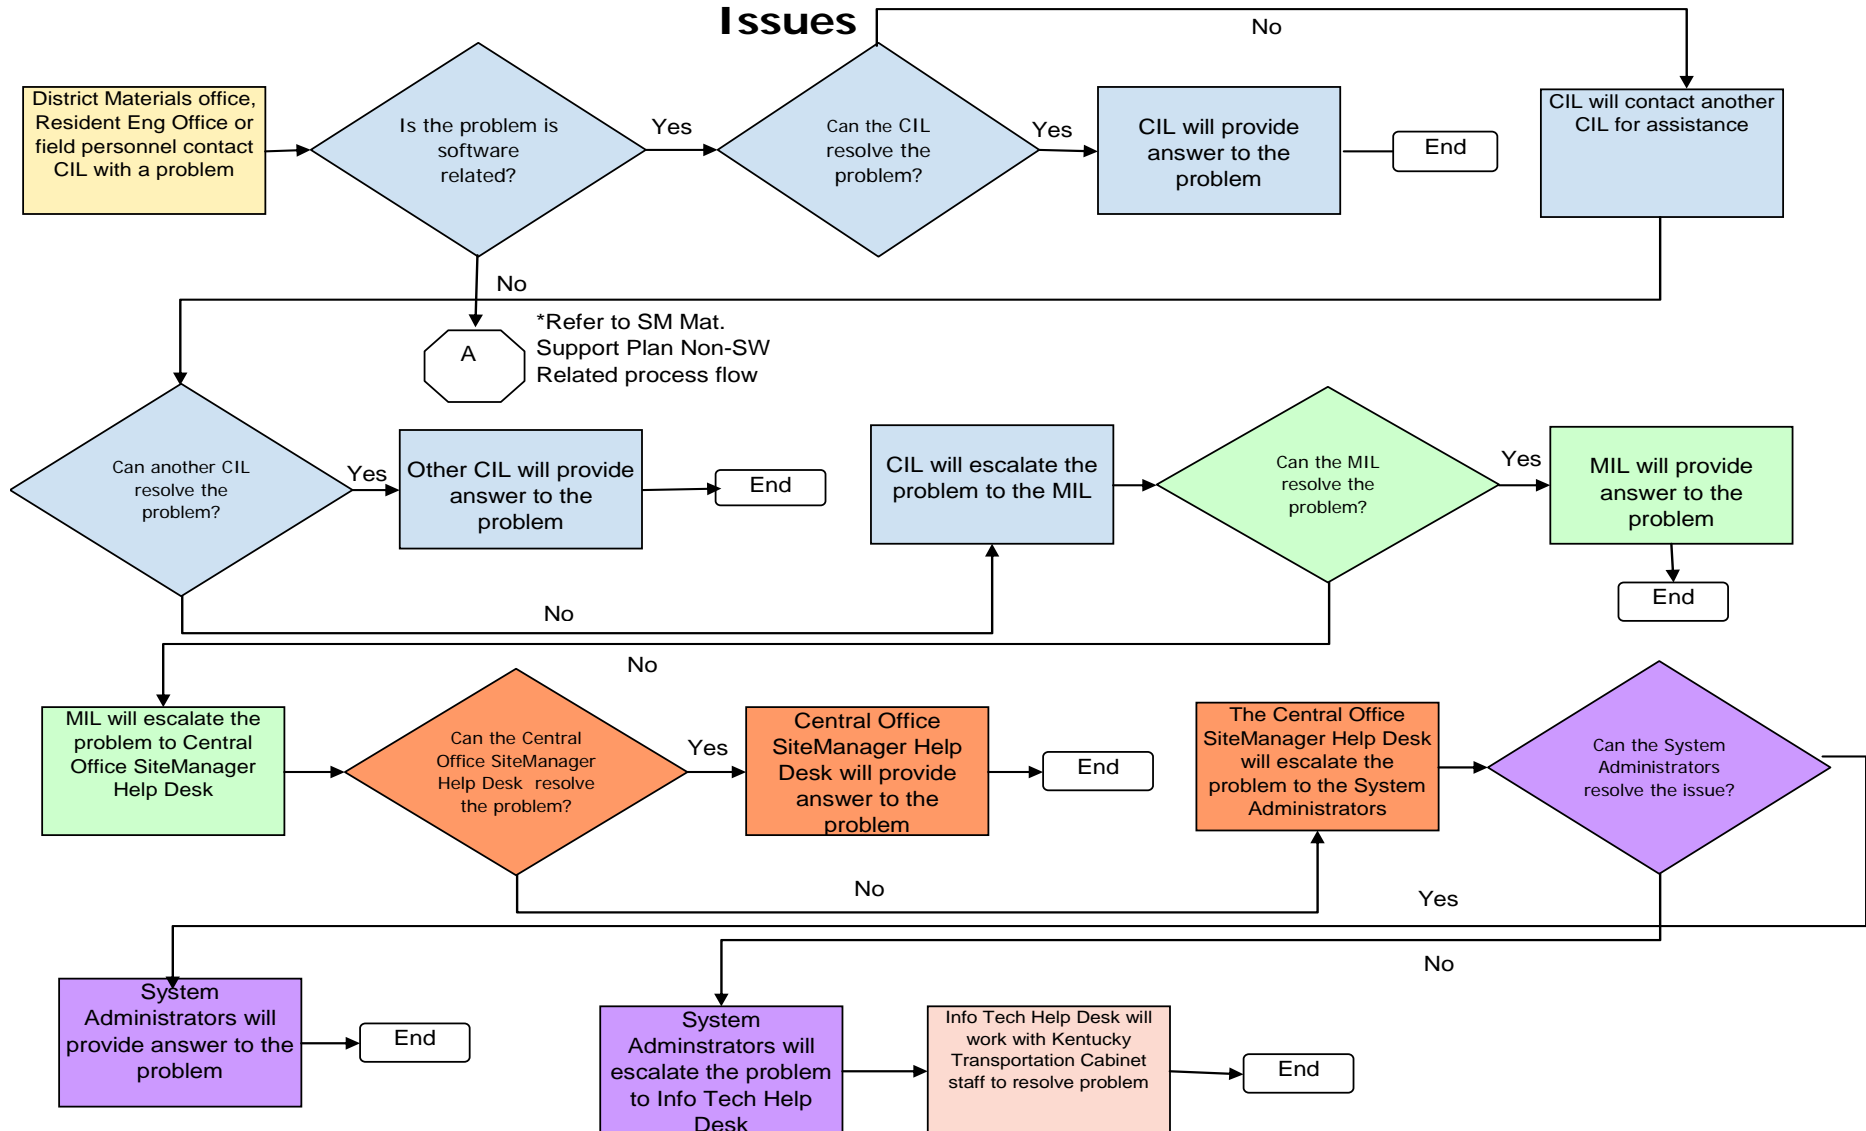 Issues
No
District Materials office,
Resident Eng Office or
field personnel contact
CIL with a problem
Is the problem is
software
related?
Yes
Can the CIL
resolve the
problem?
Yes
CIL will provide
answer to the
problem
End
CIL will contact another
CIL for assistance
No
A
*Refer to SM Mat.
Support Plan Non-SW
Related process flow
Can another CIL
resolve the
problem?
Yes
Other CIL will provide
answer to the
problem
End
CIL will escalate the
problem to the MIL
Can the MIL
resolve the
problem?
Yes
MIL will provide
answer to the
problem
End
No
No
MIL will escalate the
problem to Central
Office SiteManager
Help Desk
Can the Central
Office SiteManager
Help Desk resolve
the problem?
Yes
Central Office
SiteManager Help
Desk will provide
answer to the
problem
End
The Central Office
SiteManager Help Desk
will escalate the
problem to the System
Administrators
Can the System
Administrators
resolve the issue?
No
Yes
No
System
Administrators will
provide answer to the
problem
End
System
Adminstrators will
escalate the problem
to Info Tech Help
Desk
Info Tech Help Desk will
work with Kentucky
Transportation Cabinet
staff to resolve problem
End